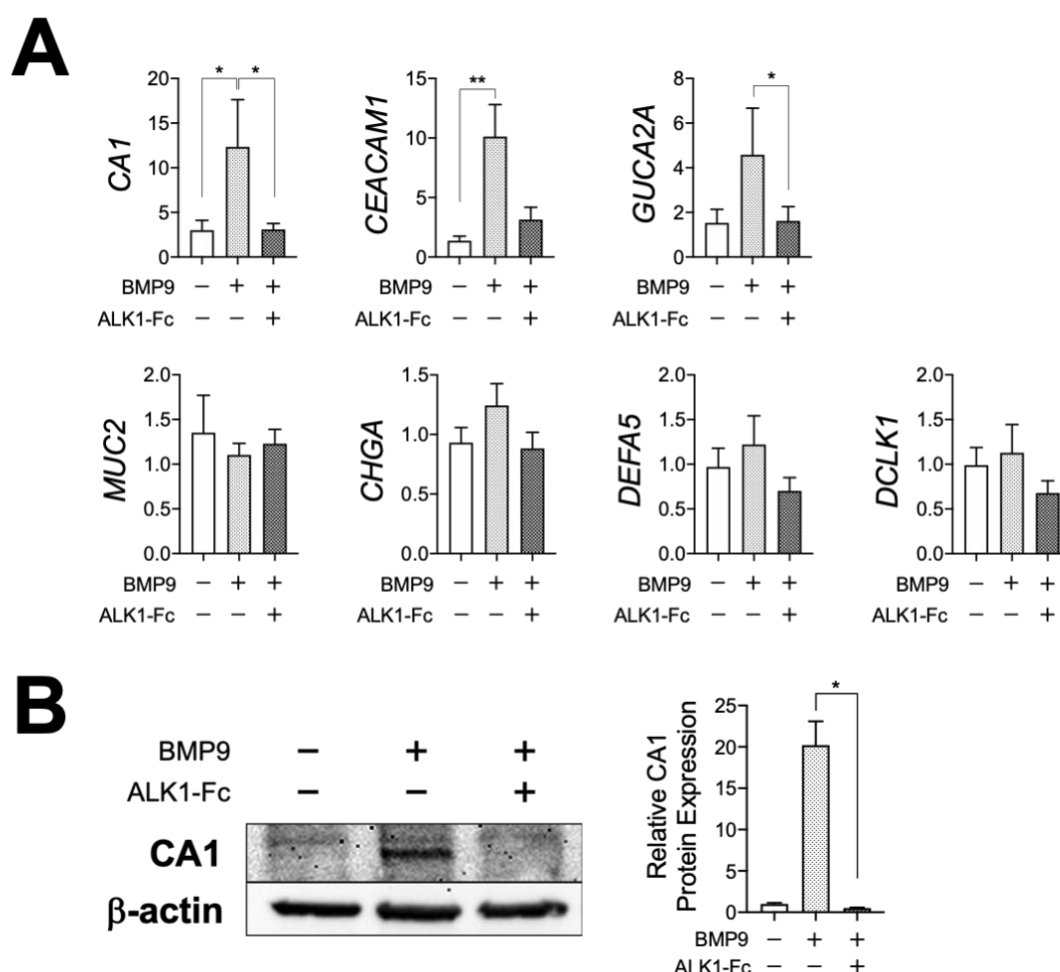 A
CA1
20
15
10
5
0
* *
BMP9 − + +
ALK1-Fc − − +
CEACAM1
15
10
5
0
**
BMP9 − + +
ALK1-Fc − − +
GUCA2A
8
6
4
2
0
*
BMP9 − + +
ALK1-Fc − − +
MUC2
2.0
1.5
1.0
0.5
0.0
BMP9 − + +
ALK1-Fc − − +
CHGA
1.5
1.0
0.5
0.0
BMP9 − + +
ALK1-Fc − − +
DEFA5
2.0
1.5
1.0
0.5
0.0
BMP9 − + +
ALK1-Fc − − +
DCLK1
2.0
1.5
1.0
0.5
0.0
BMP9 − + +
ALK1-Fc − − +
B
BMP9 − + +
ALK1-Fc − − +
CA1
β-actin
Relative CA1
Protein Expression
25
20
15
10
5
0
*
BMP9 − + +
ALK1-Fc − − +